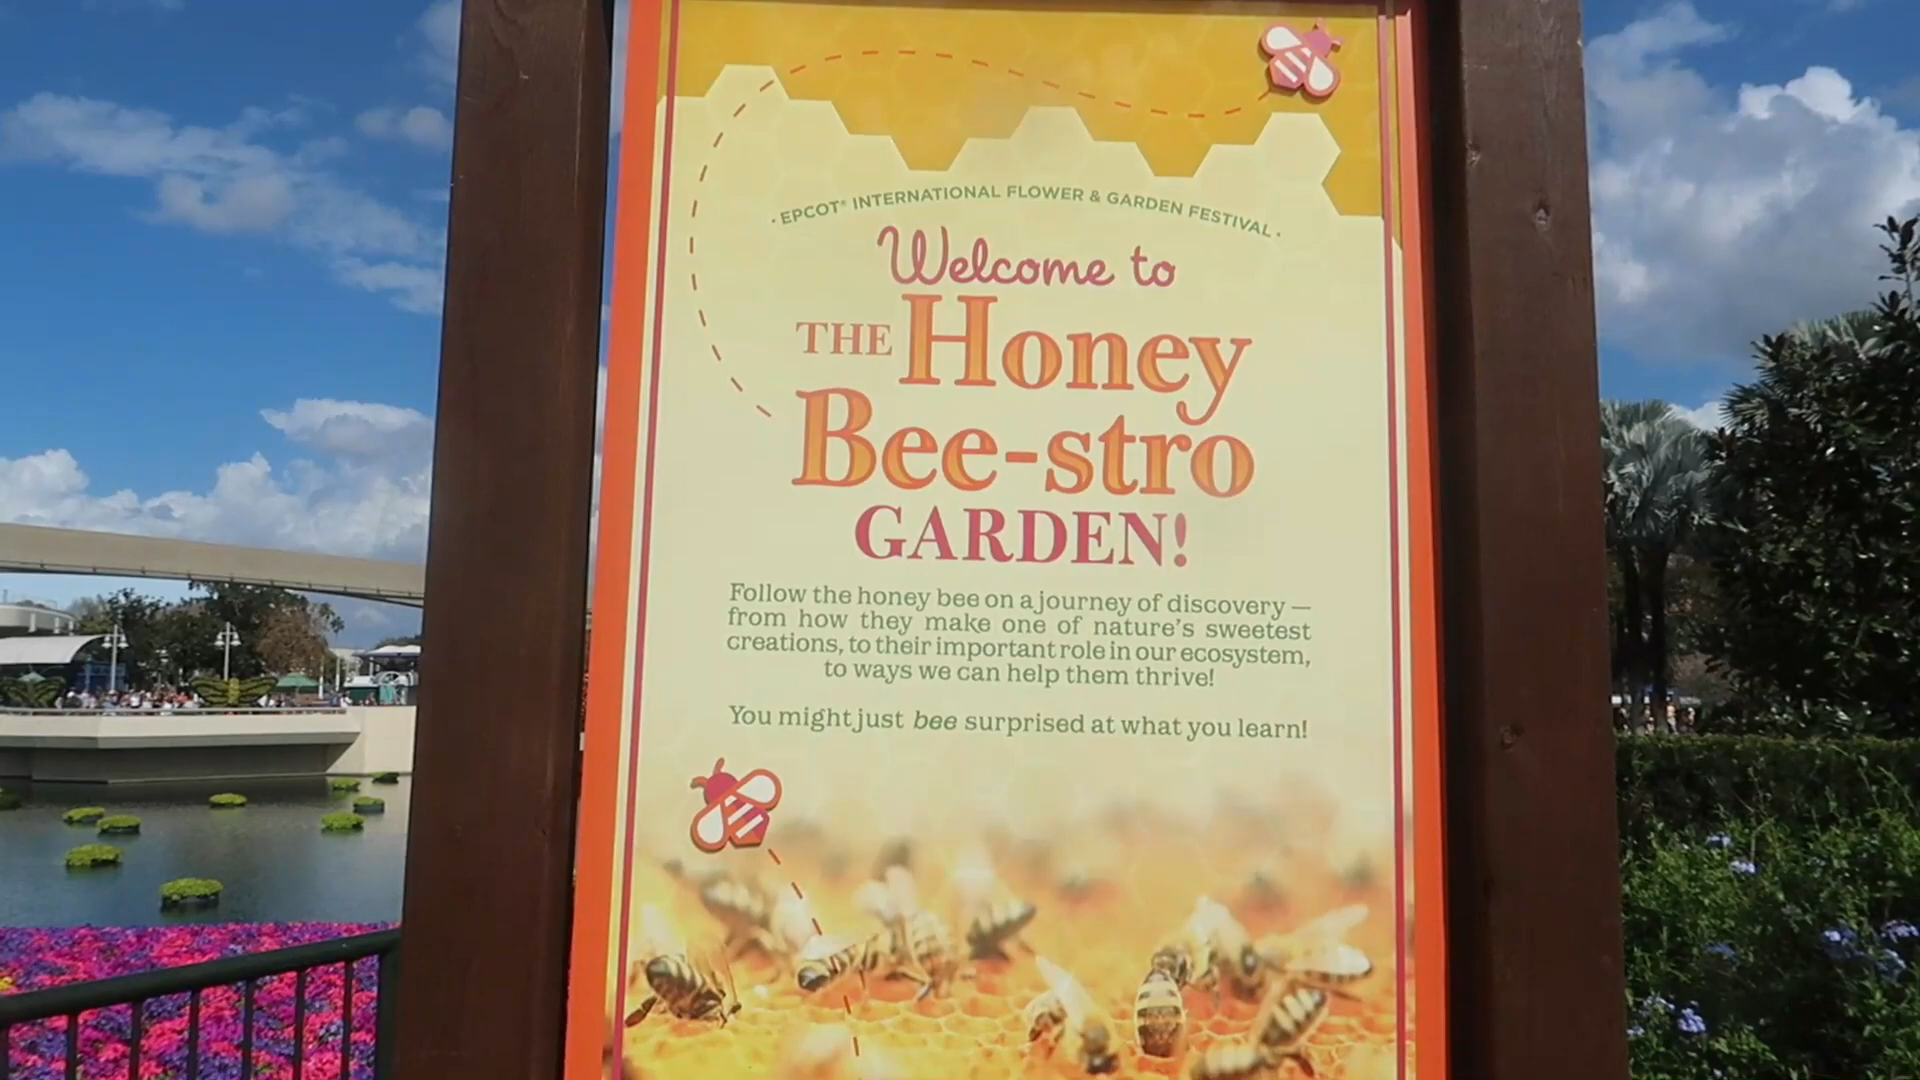 · EPCOT® INTERNATIONAL FLOWER & GARDEN FESTIVAL ·
Welcome to
THE Honey
Bee-stro
GARDEN!
Follow the honey bee on a journey of discovery —
from how they make one of nature's sweetest
creations, to their important role in our ecosystem,
to ways we can help them thrive!
You might just bee surprised at what you learn!